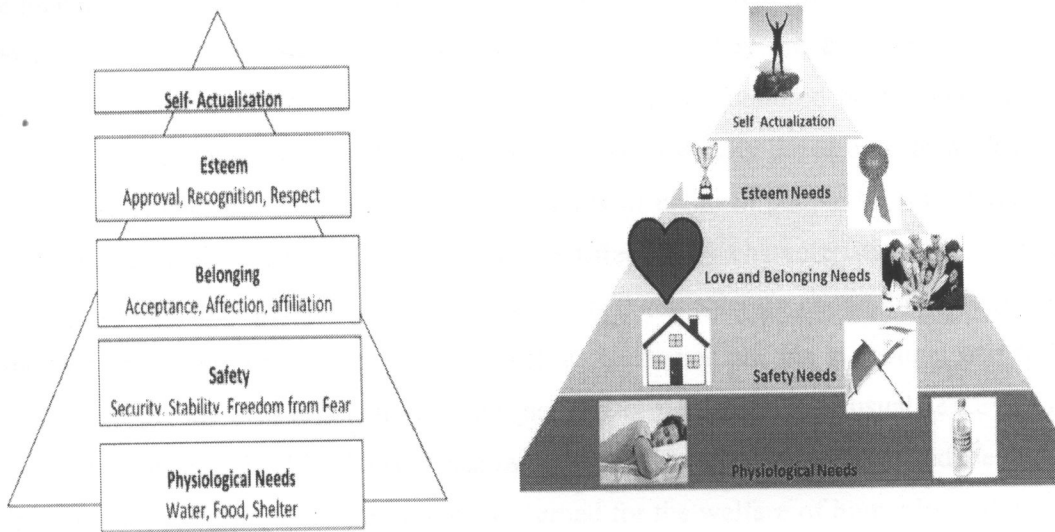 Self- Actualisation
Esteem
Approval, Recognition, Respect
Belonging
Acceptance, Affection, affiliation
Safety
Security, Stability, Freedom from Fear
Physiological Needs
Water, Food, Shelter
Self Actualization
Esteem Needs
Love and Belonging Needs
Safety Needs
Physiological Needs